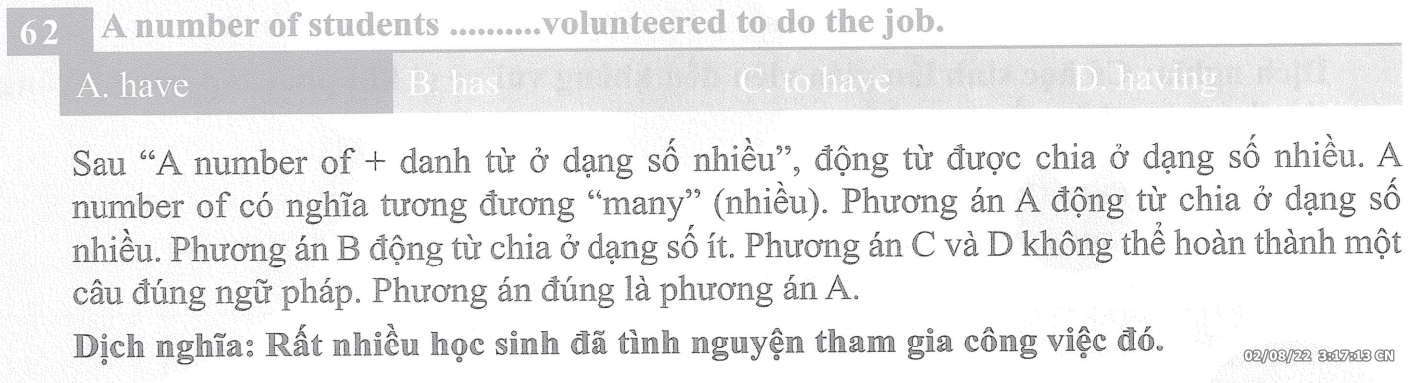 62 A number of students ..........volunteered to do the job.
A. have B. has C. to have D. having
Sau “A number of + danh từ ở dạng số nhiều”, động từ được chia ở dạng số nhiều. A
number of có nghĩa tương đương “many” (nhiều). Phương án A động từ chia ở dạng số
nhiều. Phương án B động từ chia ở dạng số ít. Phương án C và D không thể hoàn thành một
câu đúng ngữ pháp. Phương án đúng là phương án A.
Dịch nghĩa: Rất nhiều học sinh đã tình nguyện tham gia công việc đó.
02/08/22 3:17:13 CN